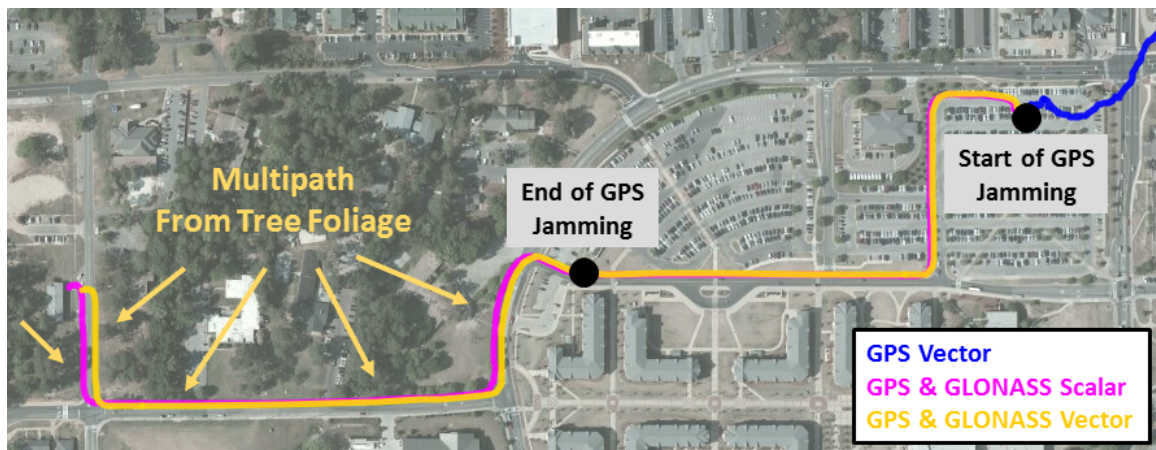 Multipath
From Tree Foliage
End of GPS
Jamming
Start of GPS
Jamming
GPS Vector
GPS & GLONASS Scalar
GPS & GLONASS Vector